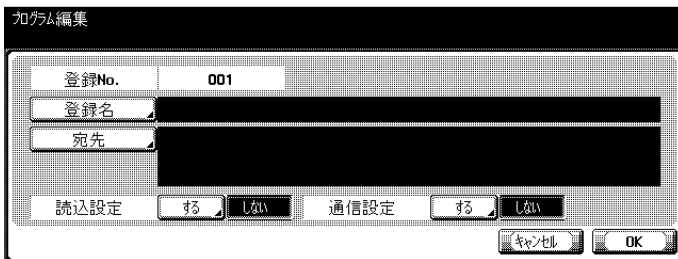 プログラム編集
登録No. 001
登録名
宛先
読込設定 する しない 通信設定 する しない
キャンセル OK